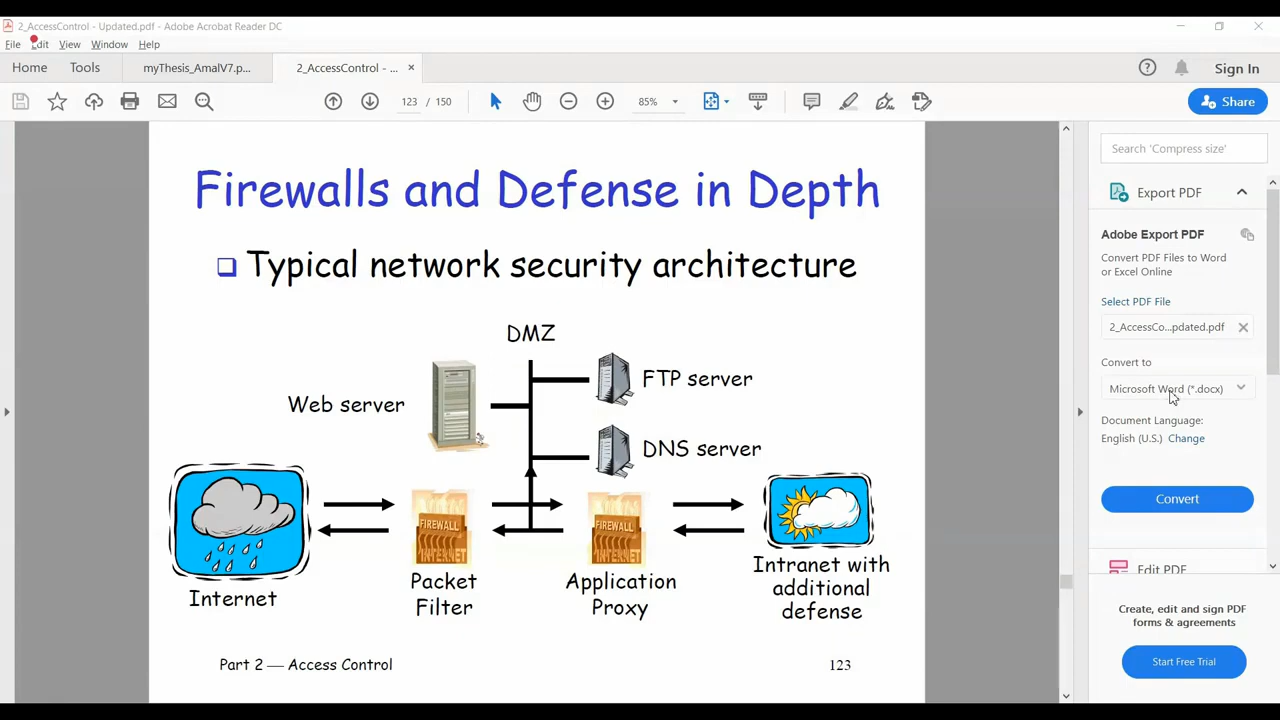 2_AccessControl - Updated.pdf - Adobe Acrobat Reader DC
File Edit View Window Help
Home Tools myThesis_AmalV7.p... 2_AccessControl - ... × Sign In
123 / 150 85% Share
Firewalls and Defense in Depth
Typical network security architecture
DMZ
Web server
FTP server
DNS server
FIREWALL
INTERNET
FIREWALL
INTERNET
Internet
Packet
Filter
Application
Proxy
Intranet with
additional
defense
Part 2 — Access Control
123
Search 'Compress size'
Export PDF
Adobe Export PDF
Convert PDF Files to Word
or Excel Online
Select PDF File
2_AccessCo...pdated.pdf
Convert to
Microsoft Word (*.docx)
Document Language:
English (U.S.) Change
Convert
Edit PDF
Create, edit and sign PDF
forms & agreements
Start Free Trial